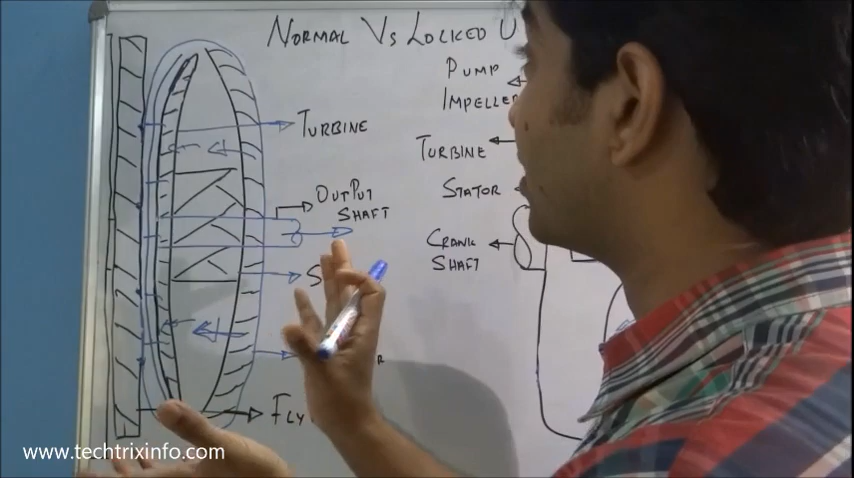 NORMAL VS LOCKED U
PUMP
IMPELLE
TURBINE
TURBINE
STATOR
OUTPUT
SHAFT
CRANK
SHAFT
S
R
FLY
www.techtrixinfo.com